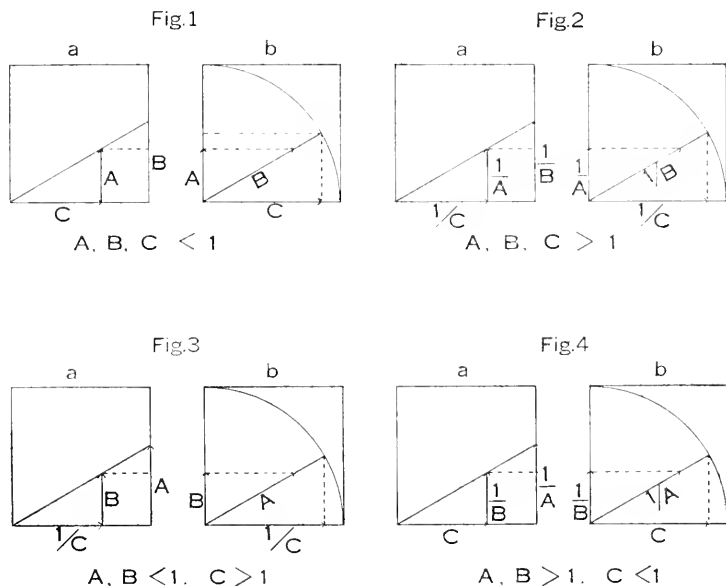 Fig.1
a b
A B A B
C C
A, B, C < 1
Fig.2
a b
1/A 1/B 1/A 1/B
1/C 1/C
A, B, C > 1
Fig.3
a b
B A B A
1/C 1/C
A, B < 1. C > 1
Fig.4
a b
1/B 1/A 1/B 1/A
C C
A, B > 1. C < 1